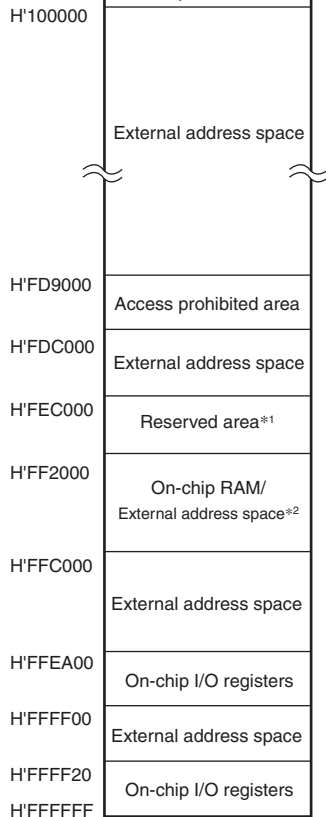 H'100000
External address space
H'FD9000
Access prohibited area
H'FDC000
External address space
H'FEC000
Reserved area*1
H'FF2000
On-chip RAM/
External address space*2
H'FFC000
External address space
H'FFEA00
On-chip I/O registers
H'FFFF00
External address space
H'FFFF20
On-chip I/O registers
H'FFFFFF